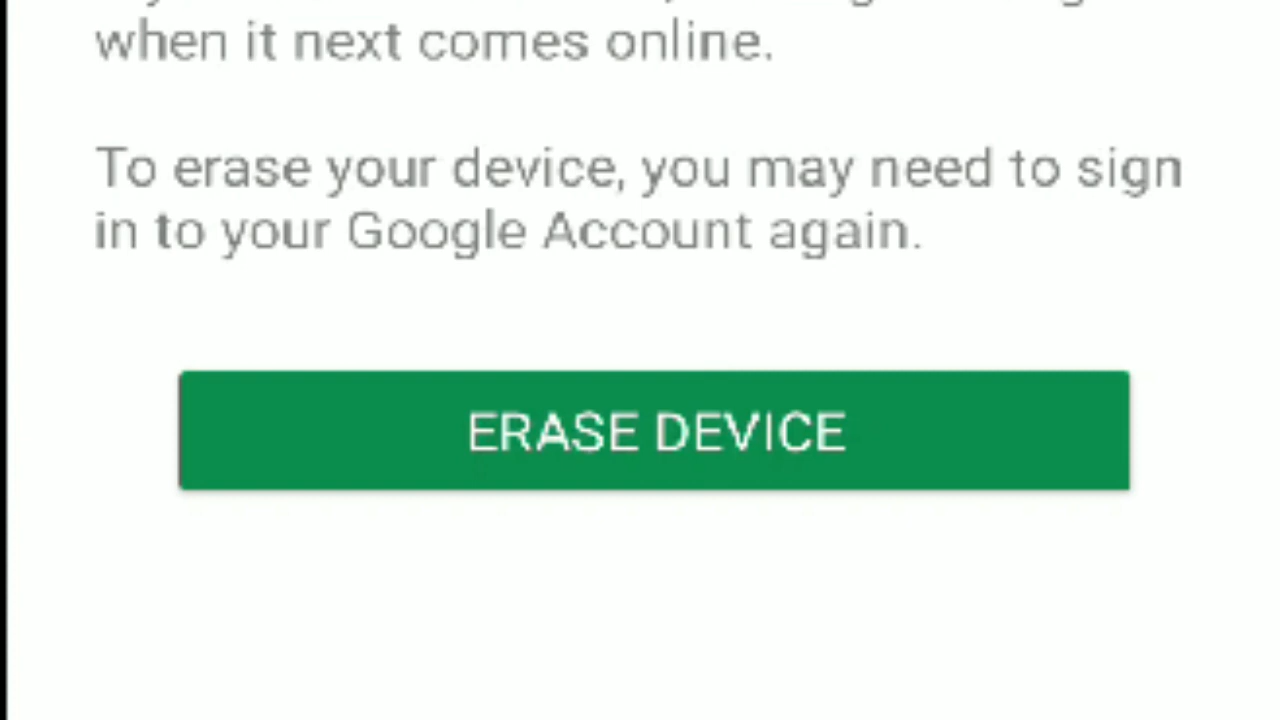 when it next comes online.
To erase your device, you may need to sign
in to your Google Account again.
ERASE DEVICE